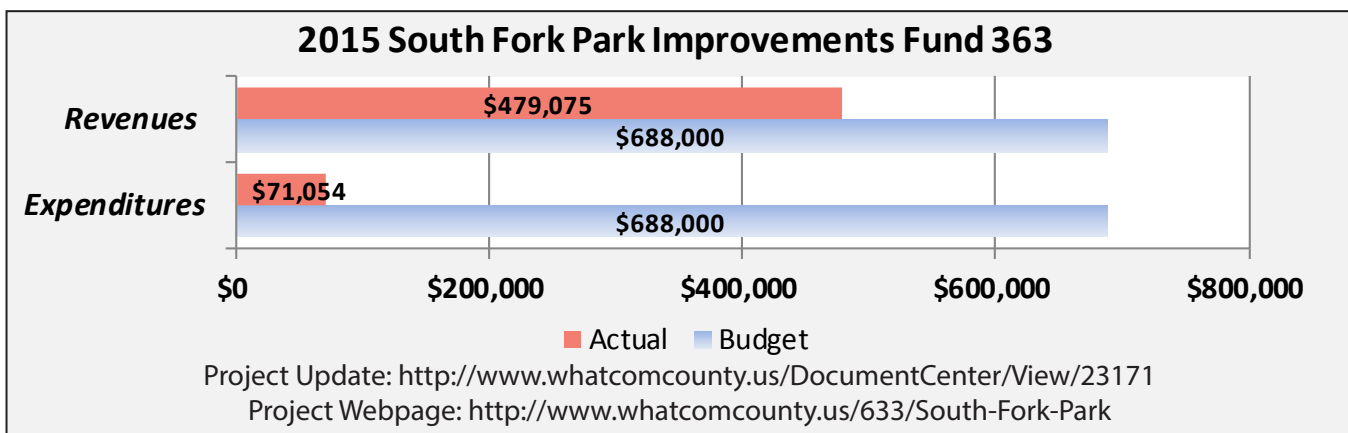 2015 South Fork Park Improvements Fund 363
Revenues
$479,075
$688,000
Expenditures
$71,054
$688,000
$0 $200,000 $400,000 $600,000 $800,000
Actual Budget
Project Update: http://www.whatcomcounty.us/DocumentCenter/View/23171
Project Webpage: http://www.whatcomcounty.us/633/South-Fork-Park